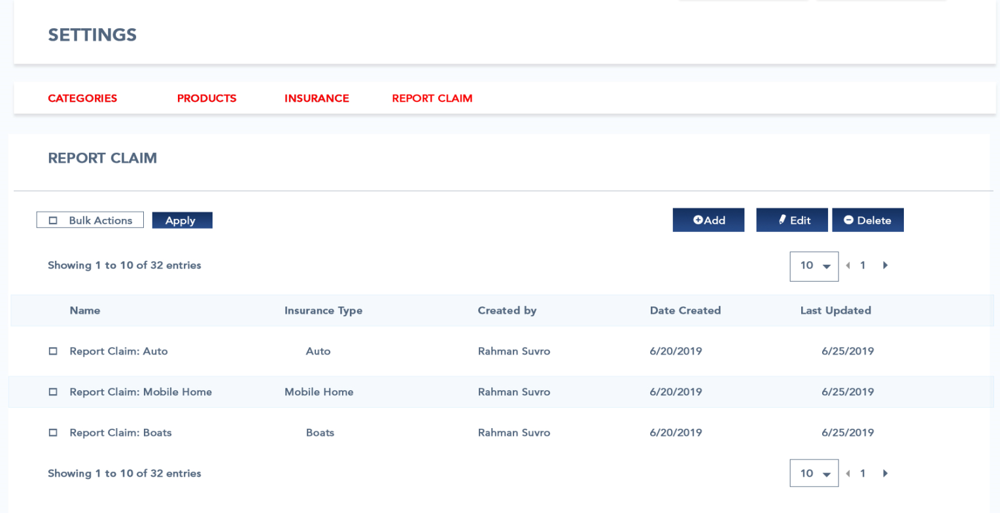 SETTINGS
CATEGORIES PRODUCTS INSURANCE REPORT CLAIM
REPORT CLAIM
Bulk Actions Apply Add Edit Delete
Showing 1 to 10 of 32 entries 10 1
Name Insurance Type Created by Date Created Last Updated
Report Claim: Auto Auto Rahman Suvro 6/20/2019 6/25/2019
Report Claim: Mobile Home Mobile Home Rahman Suvro 6/20/2019 6/25/2019
Report Claim: Boats Boats Rahman Suvro 6/20/2019 6/25/2019
Showing 1 to 10 of 32 entries 10 1